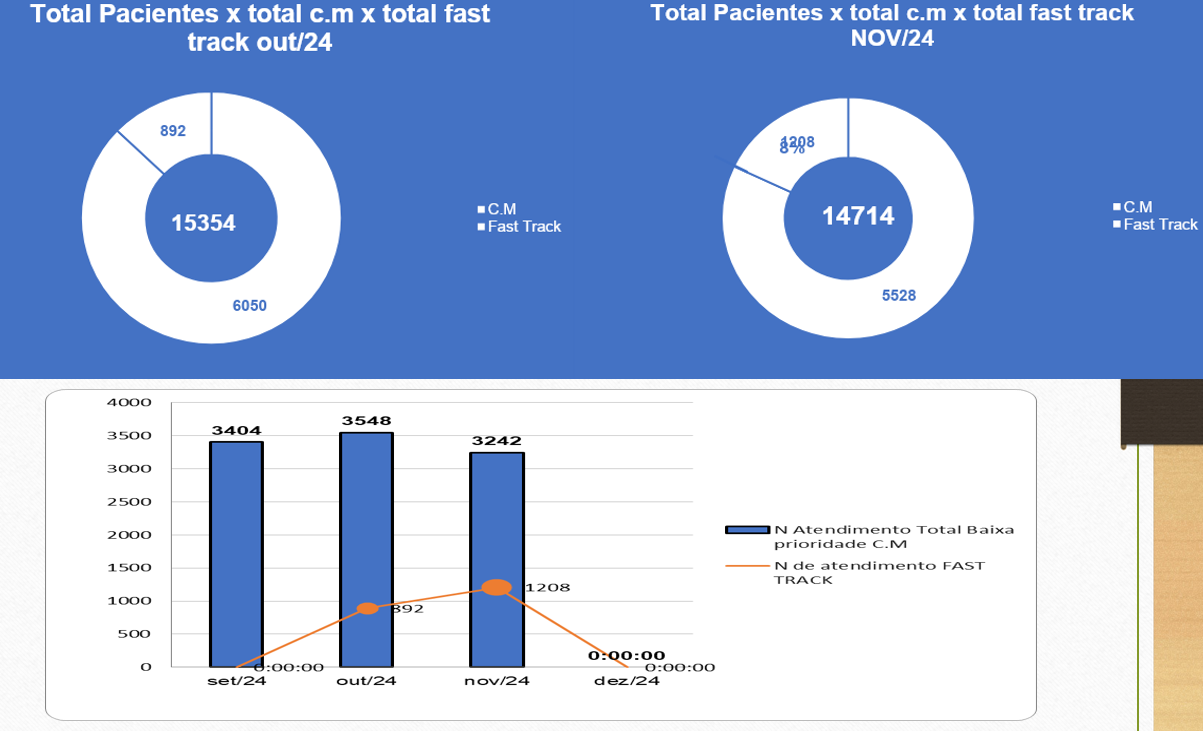 Total Pacientes x total c.m x total fast
track out/24
892
15354
6050
C.M
Fast Track
Total Pacientes x total c.m x total fast track
NOV/24
1208
8%
14714
5528
C.M
Fast Track
4000
3500
3000
2500
2000
1500
1000
500
0
3404
3548
3242
0:00:00
892
1208
0:00:00
0:00:00
set/24
out/24
nov/24
dez/24
N Atendimento Total Baixa
prioridade C.M
N de atendimento FAST
TRACK